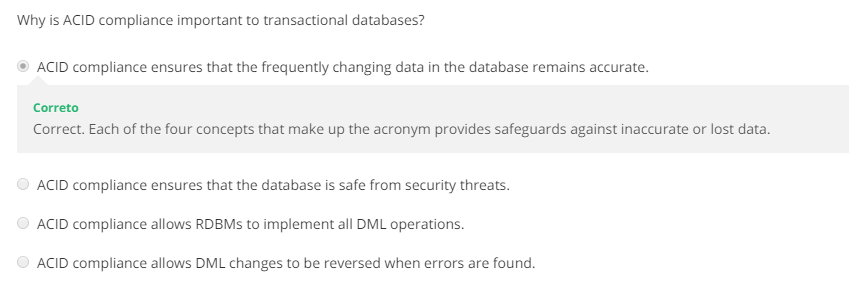 Why is ACID compliance important to transactional databases?
ACID compliance ensures that the frequently changing data in the database remains accurate.
Correto
Correct. Each of the four concepts that make up the acronym provides safeguards against inaccurate or lost data.
ACID compliance ensures that the database is safe from security threats.
ACID compliance allows RDBMs to implement all DML operations.
ACID compliance allows DML changes to be reversed when errors are found.